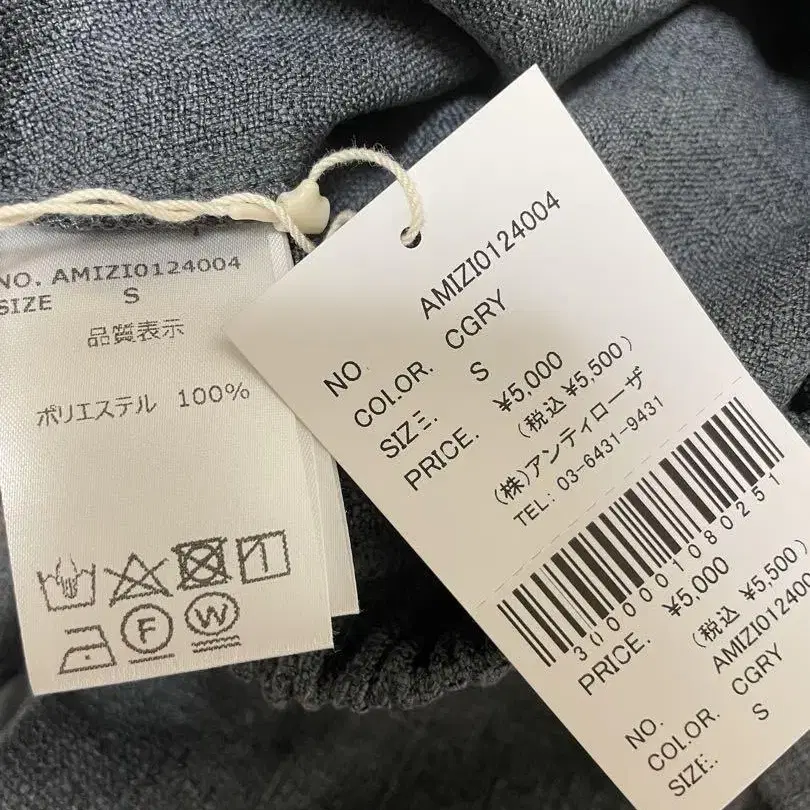 NO. AMIZI0124004
SIZE S
品質表示
ポリエステル 100%
F
W
NO. AMIZI0124004
COLOR. CGRY
SIZE. S
PRICE. ¥5,000
(税込 ¥5,500)
(株)アンティローザ
TEL: 03-6431-9431
3000001080251
PRICE. ¥5,000
(税込 ¥5,500)
NO. AMIZI0124004
COLOR. CGRY
SIZE. S